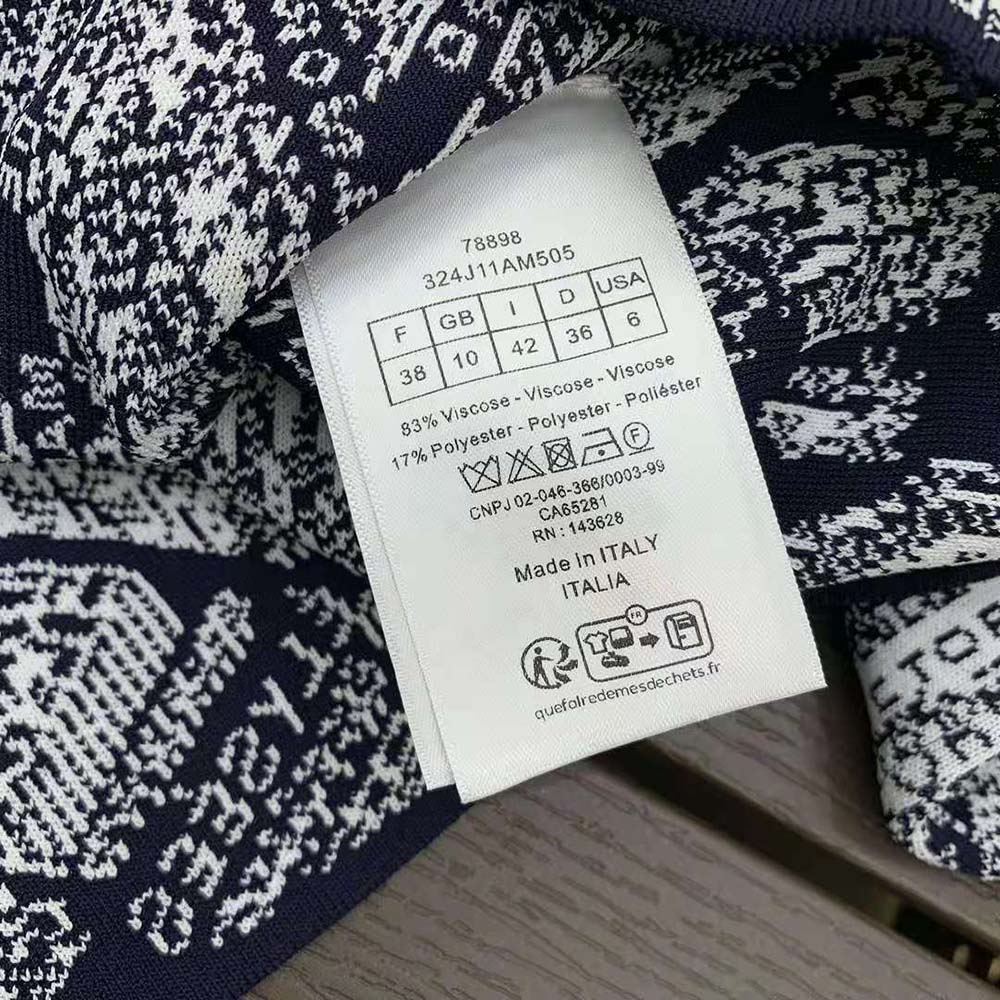 78898
324J11AM505
F GB I D USA
38 10 42 36 6
83% Viscose - Viscose - Viscose
17% Polyester - Polyester - Poliéster
F
CNPJ 02-046-366/0003-99
CA65281
RN : 143628
Made in ITALY
ITALIA
FR
quefairedemesdechets.fr